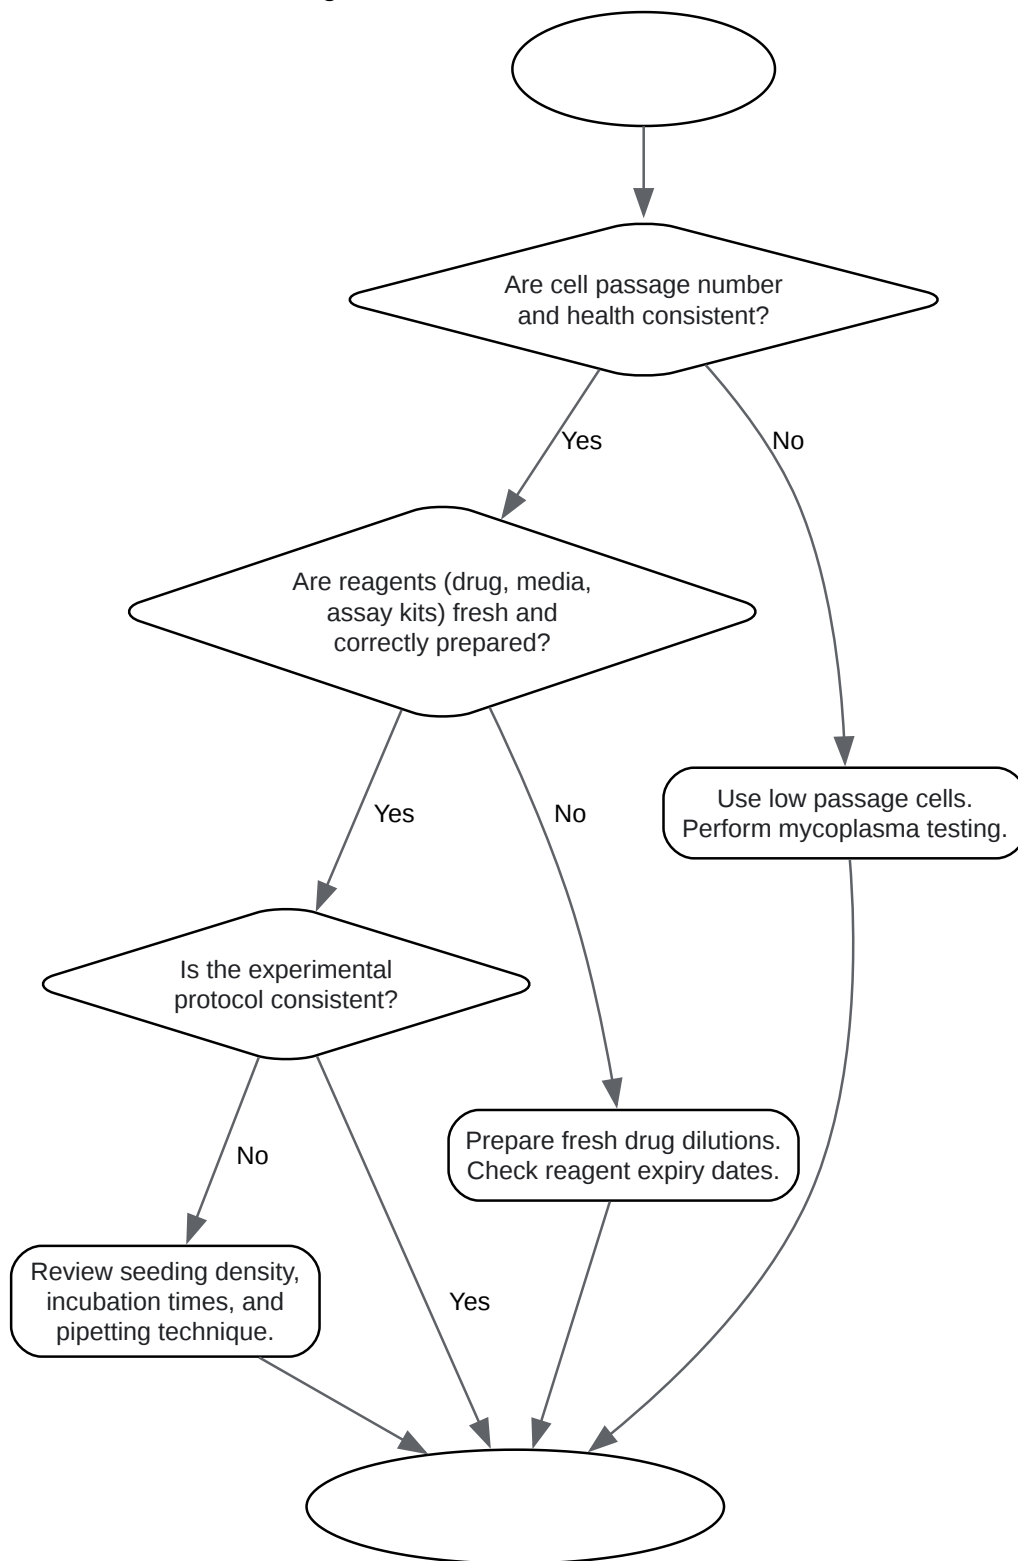 Are cell passage number
and health consistent?
Yes
No
Are reagents (drug, media,
assay kits) fresh and
correctly prepared?
Yes
No
Use low passage cells.
Perform mycoplasma testing.
Is the experimental
protocol consistent?
No
Prepare fresh drug dilutions.
Check reagent expiry dates.
Review seeding density,
incubation times, and
pipetting technique.
Yes